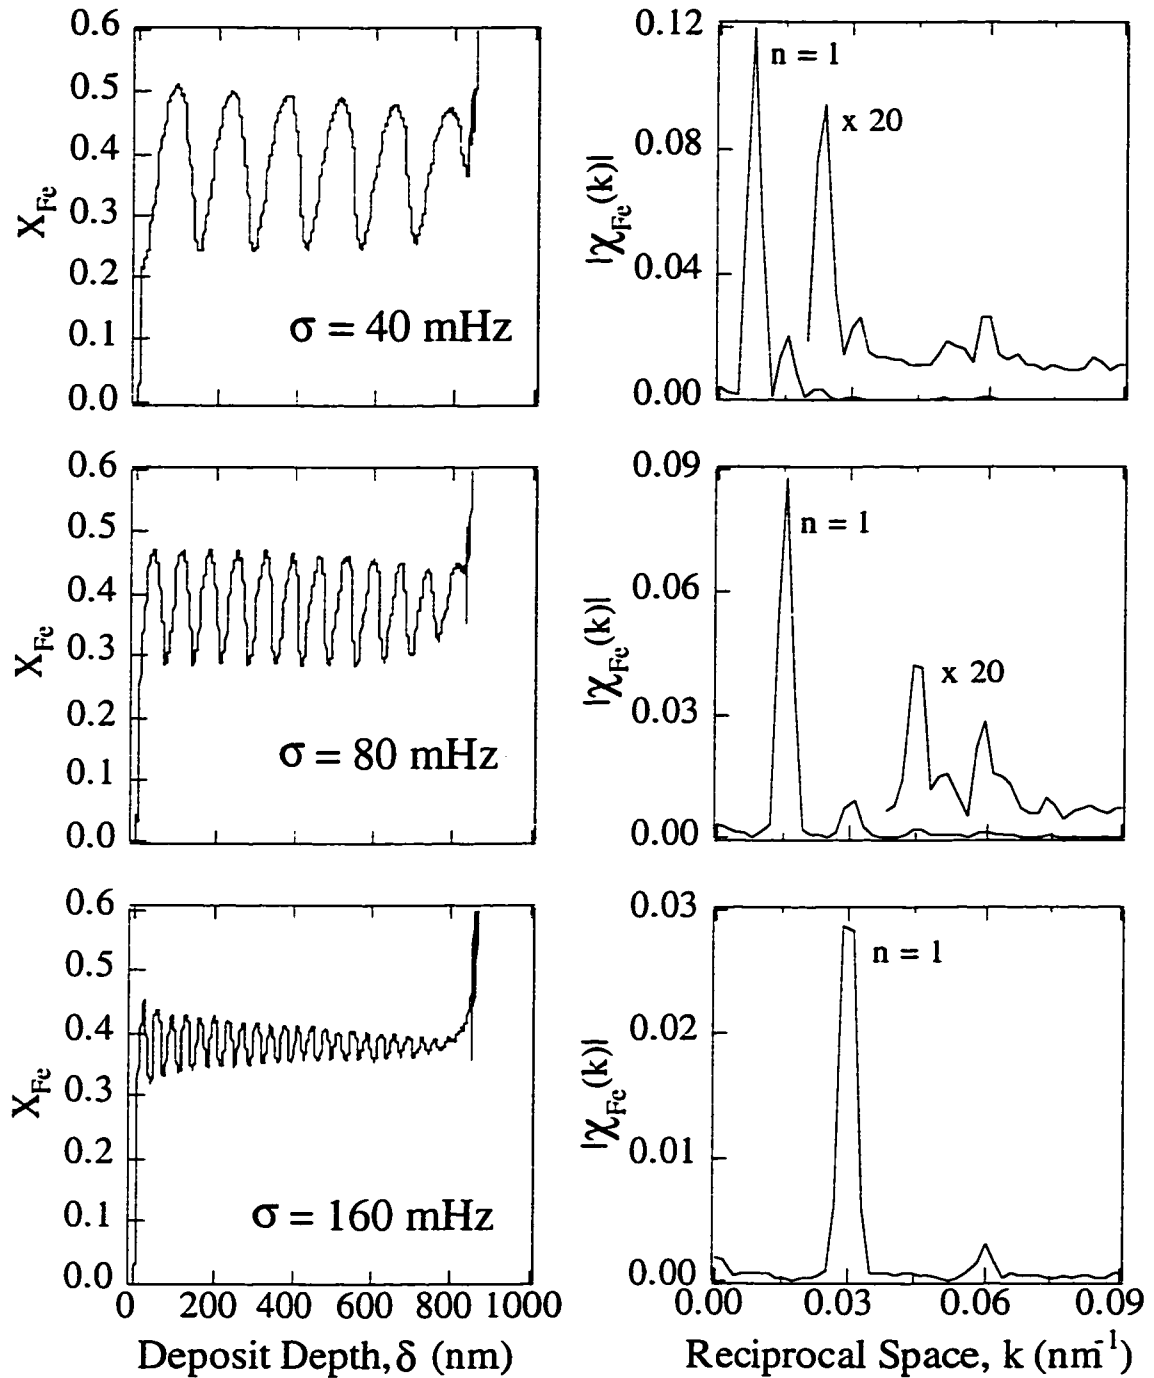 0.6
0.5
0.4
0.3
0.2
0.1
0.0
X_Fe
σ = 40 mHz
0.12
0.08
0.04
0.00
|χ_Fe(k)|
n = 1
x 20
0.6
0.5
0.4
0.3
0.2
0.1
0.0
X_Fe
σ = 80 mHz
0.09
0.06
0.03
0.00
|χ_Fe(k)|
n = 1
x 20
0.6
0.5
0.4
0.3
0.2
0.1
0.0
X_Fe
σ = 160 mHz
0 200 400 600 800 1000
Deposit Depth, δ (nm)
0.03
0.02
0.01
0.00
|χ_Fe(k)|
n = 1
0.00 0.03 0.06 0.09
Reciprocal Space, k (nm⁻¹)